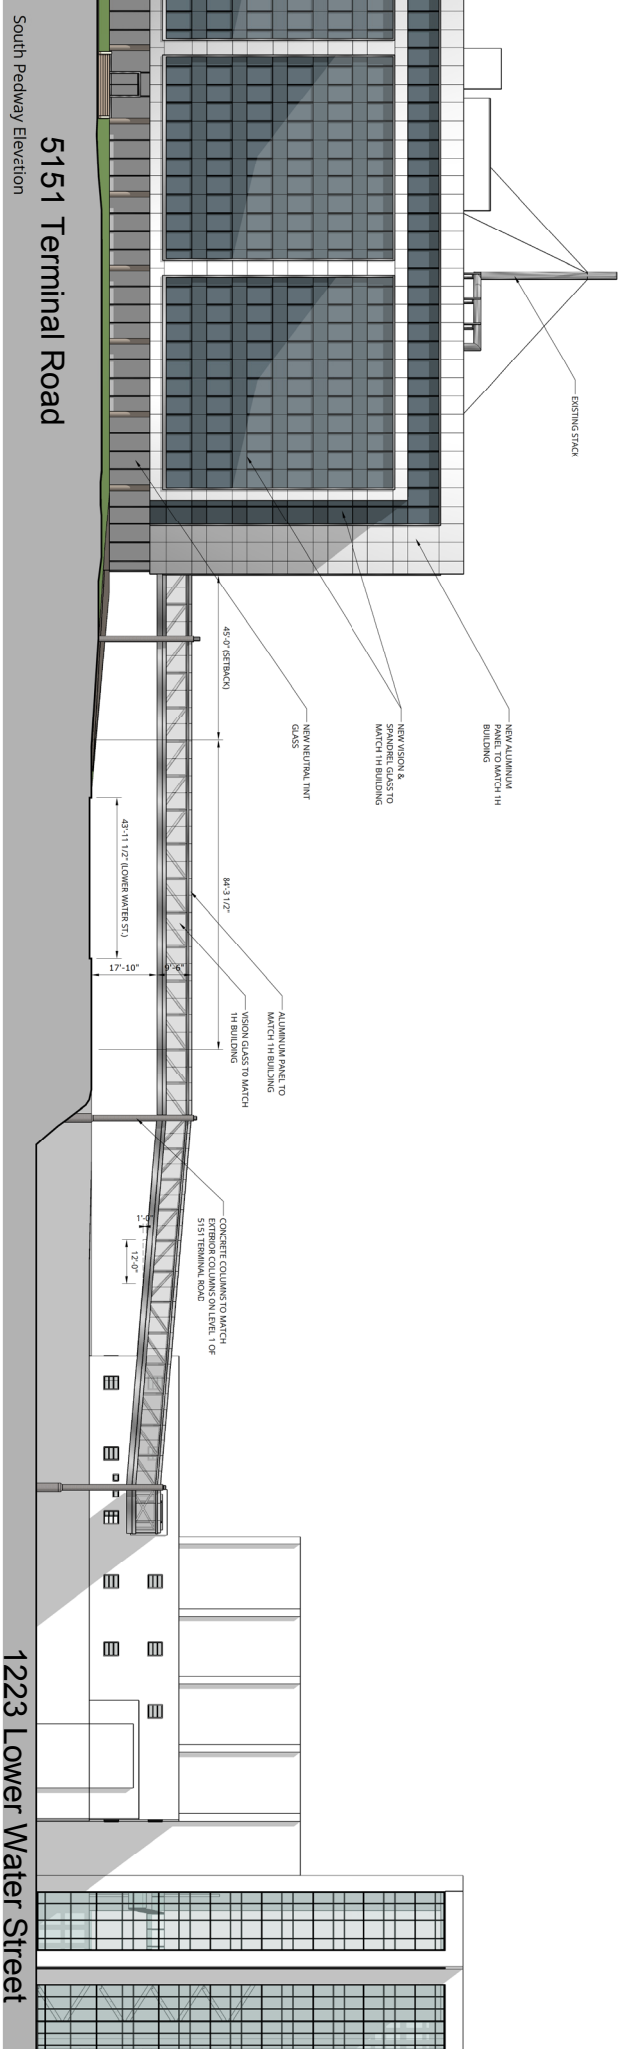 EXISTING STACK
NEW ALUMINUM
PANEL TO MATCH 1H
BUILDING
NEW VISION &
SPANDREL GLASS TO
MATCH 1H BUILDING
NEW NEUTRAL TINT
GLASS
45'-0" (SETBACK)
84'-3 1/2"
ALUMINUM PANEL TO
MATCH 1H BUILDING
VISION GLASS TO MATCH
1H BUILDING
9'-6"
17'-10"
43'-11 1/2" (LOWER WATER ST.)
CONCRETE COLUMNS TO MATCH
EXTERIOR COLUMNS ON LEVEL 1 OF
5151 TERMINAL ROAD
1'-0"
12'-0"
5151 Terminal Road
1223 Lower Water Street
South Pedway Elevation